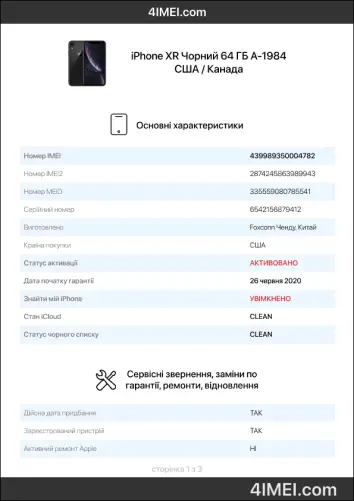 4IMEI.com
iPhone XR Чорний 64 ГБ A-1984
США / Канада
Основні характеристики
Номер IMEI 439989350004782
Номер IMEI2 2874245863989943
Номер MEID 335559080785541
Серійний номер 6542156879412
Виготовлено Foxconn Ченду, Китай
Країна покупки США
Статус активації АКТИВОВАНО
Дата початку гарантії 26 червня 2020
Знайти мій iPhone УВІМКНЕНО
Стан iCloud CLEAN
Статус чорного списку CLEAN
Сервісні звернення, заміни по
гарантії, ремонти, відновлення
Дійсна дата придбання ТАК
Зареєстрований пристрій ТАК
Активний ремонт Apple НІ
сторінка 1 з 3
4IMEI.com